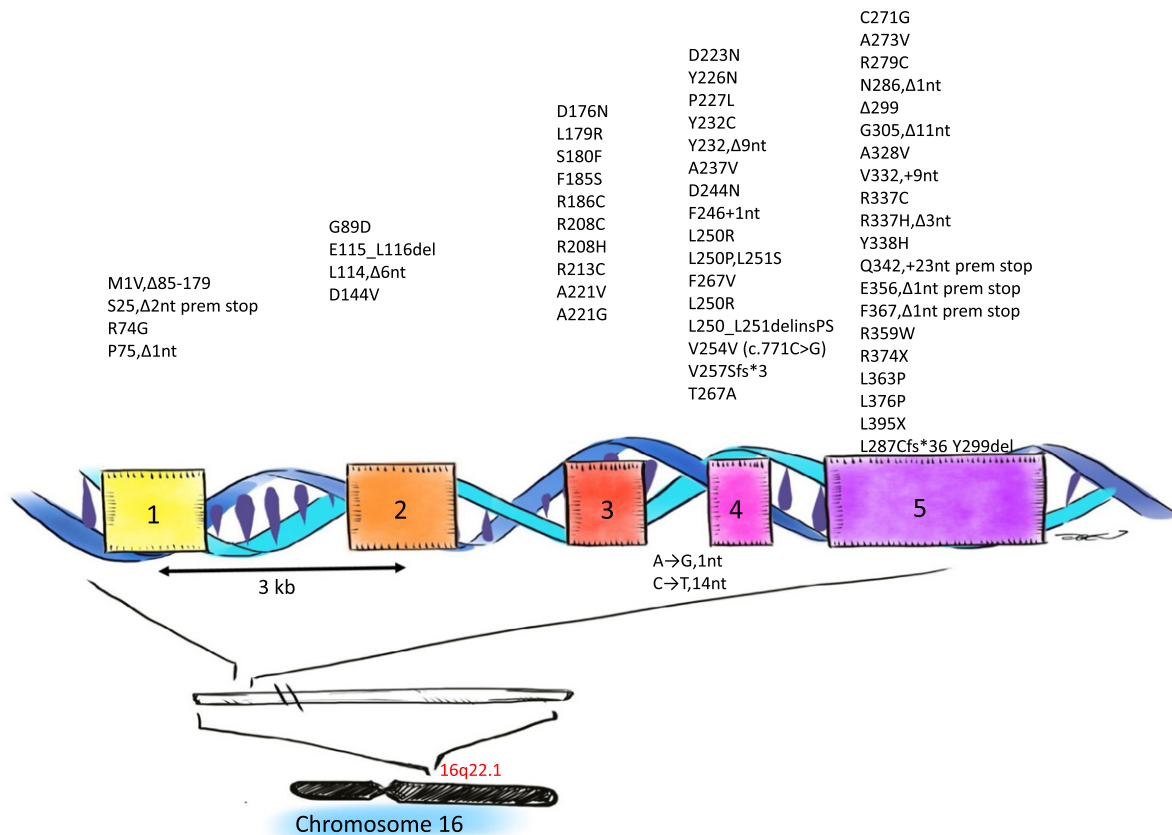 M1V,Δ85-179
S25,Δ2nt prem stop
R74G
P75,Δ1nt
G89D
E115_L116del
L114,Δ6nt
D144V
D176N
L179R
S180F
F185S
R186C
R208C
R208H
R213C
A221V
A221G
D223N
Y226N
P227L
Y232C
Y232,Δ9nt
A237V
D244N
F246+1nt
L250R
L250P,L251S
F267V
L250R
L250_L251delinsPS
V254V (c.771C>G)
V257Sfs*3
T267A
C271G
A273V
R279C
N286,Δ1nt
Δ299
G305,Δ11nt
A328V
V332,+9nt
R337C
R337H,Δ3nt
Y338H
Q342,+23nt prem stop
E356,Δ1nt prem stop
F367,Δ1nt prem stop
R359W
R374X
L363P
L376P
L395X
L287Cfs*36 Y299del
1
2
3
4
5
3 kb
A→G,1nt
C→T,14nt
16q22.1
Chromosome 16